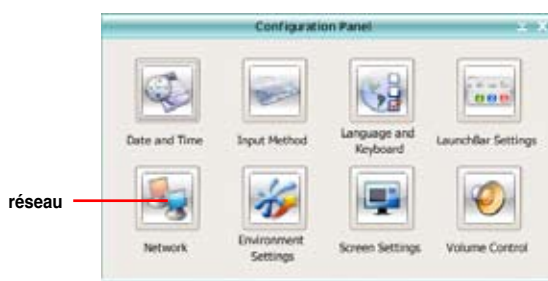 Configuration Panel
Date and Time
Input Method
Language and
Keyboard
LaunchBar Settings
réseau
Network
Environment
Settings
Screen Settings
Volume Control